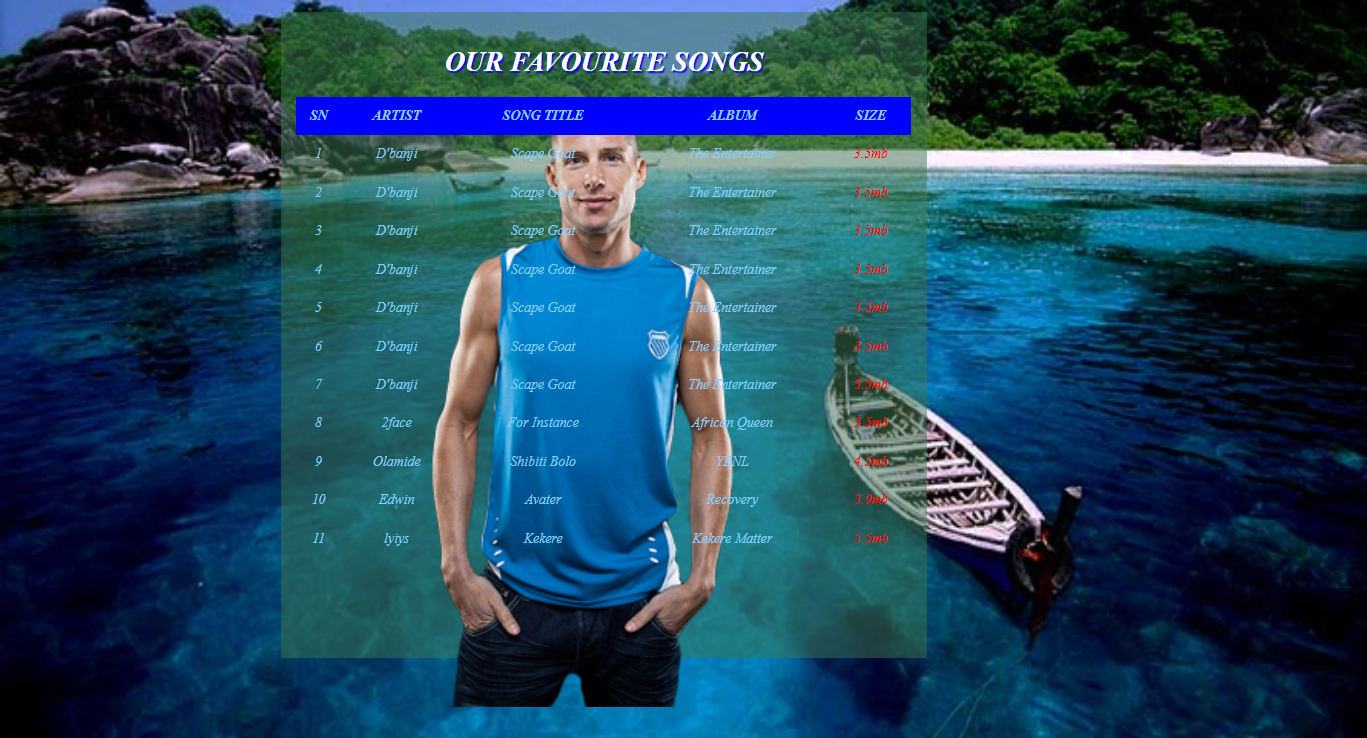 OUR FAVOURITE SONGS
SN ARTIST SONG TITLE ALBUM SIZE
1 D'banji Scape Goat The Entertainer 3.5mb
2 D'banji Scape Goat The Entertainer 3.5mb
3 D'banji Scape Goat The Entertainer 3.5mb
4 D'banji Scape Goat The Entertainer 3.5mb
5 D'banji Scape Goat The Entertainer 3.5mb
6 D'banji Scape Goat The Entertainer 3.5mb
7 D'banji Scape Goat The Entertainer 3.5mb
8 2face For Instance African Queen 3.5mb
9 Olamide Shibiti Bolo YBNL 4.5mb
10 Edwin Avater Recovery 3.9mb
11 Iyiys Kekere Kekere Matter 5.5mb